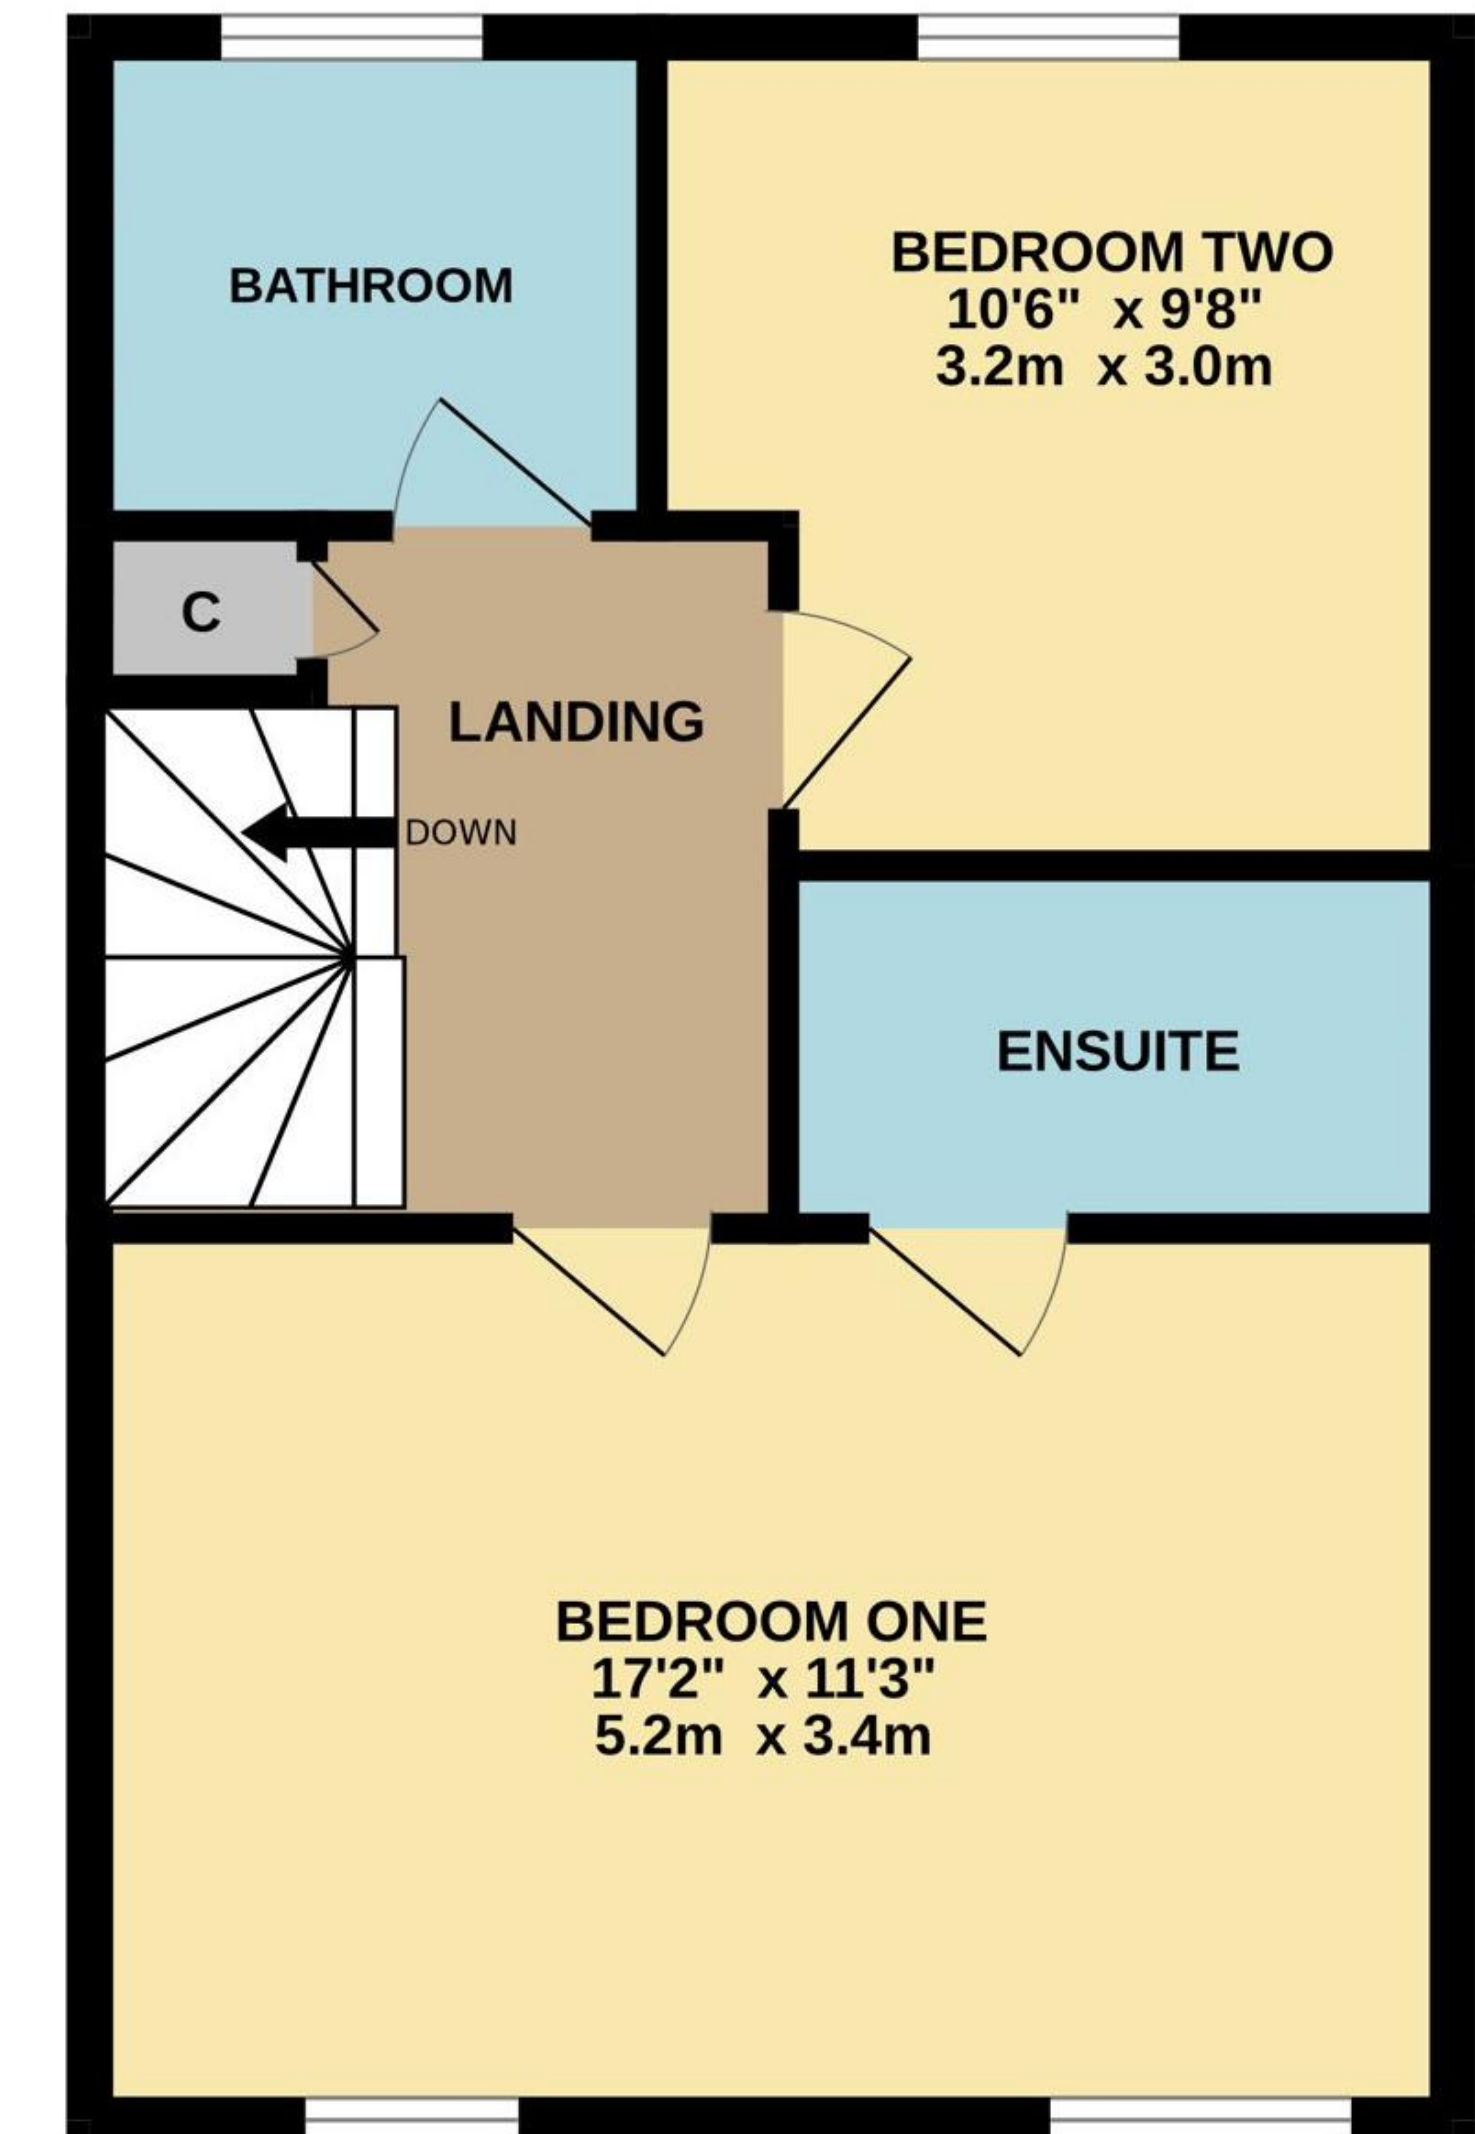 BATHROOM
BEDROOM TWO
10'6" x 9'8"
3.2m x 3.0m
C
LANDING
DOWN
ENSUITE
BEDROOM ONE
17'2" x 11'3"
5.2m x 3.4m